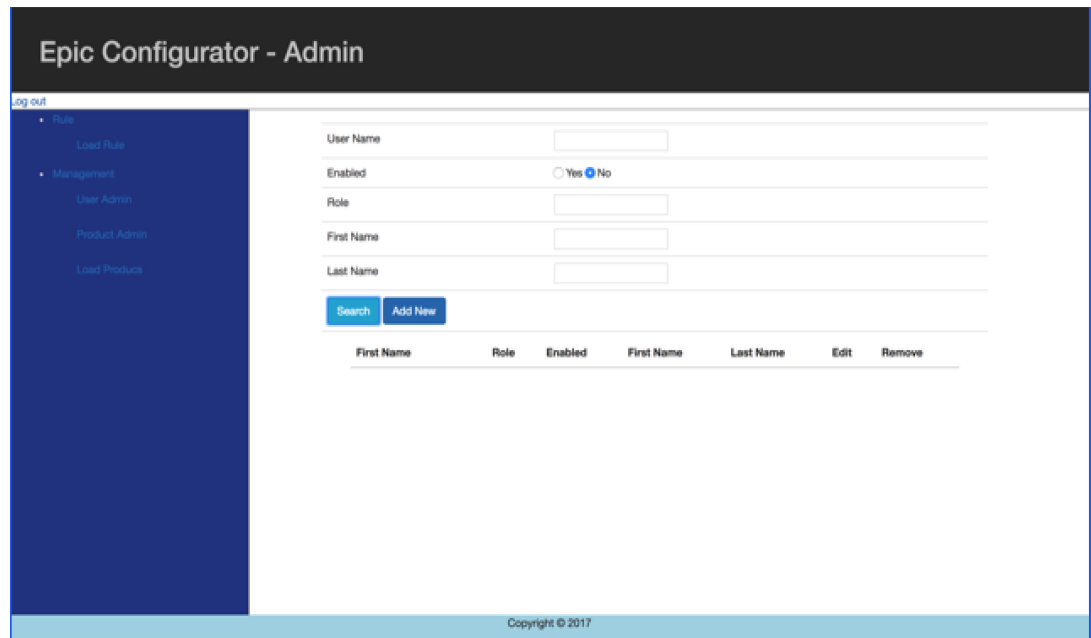 Epic Configurator - Admin
Log out
Rule
Load Rule
Management
User Admin
Product Admin
Load Producs
User Name
Enabled
Yes No
Role
First Name
Last Name
Search Add New
First Name Role Enabled First Name Last Name Edit Remove
Copyright © 2017